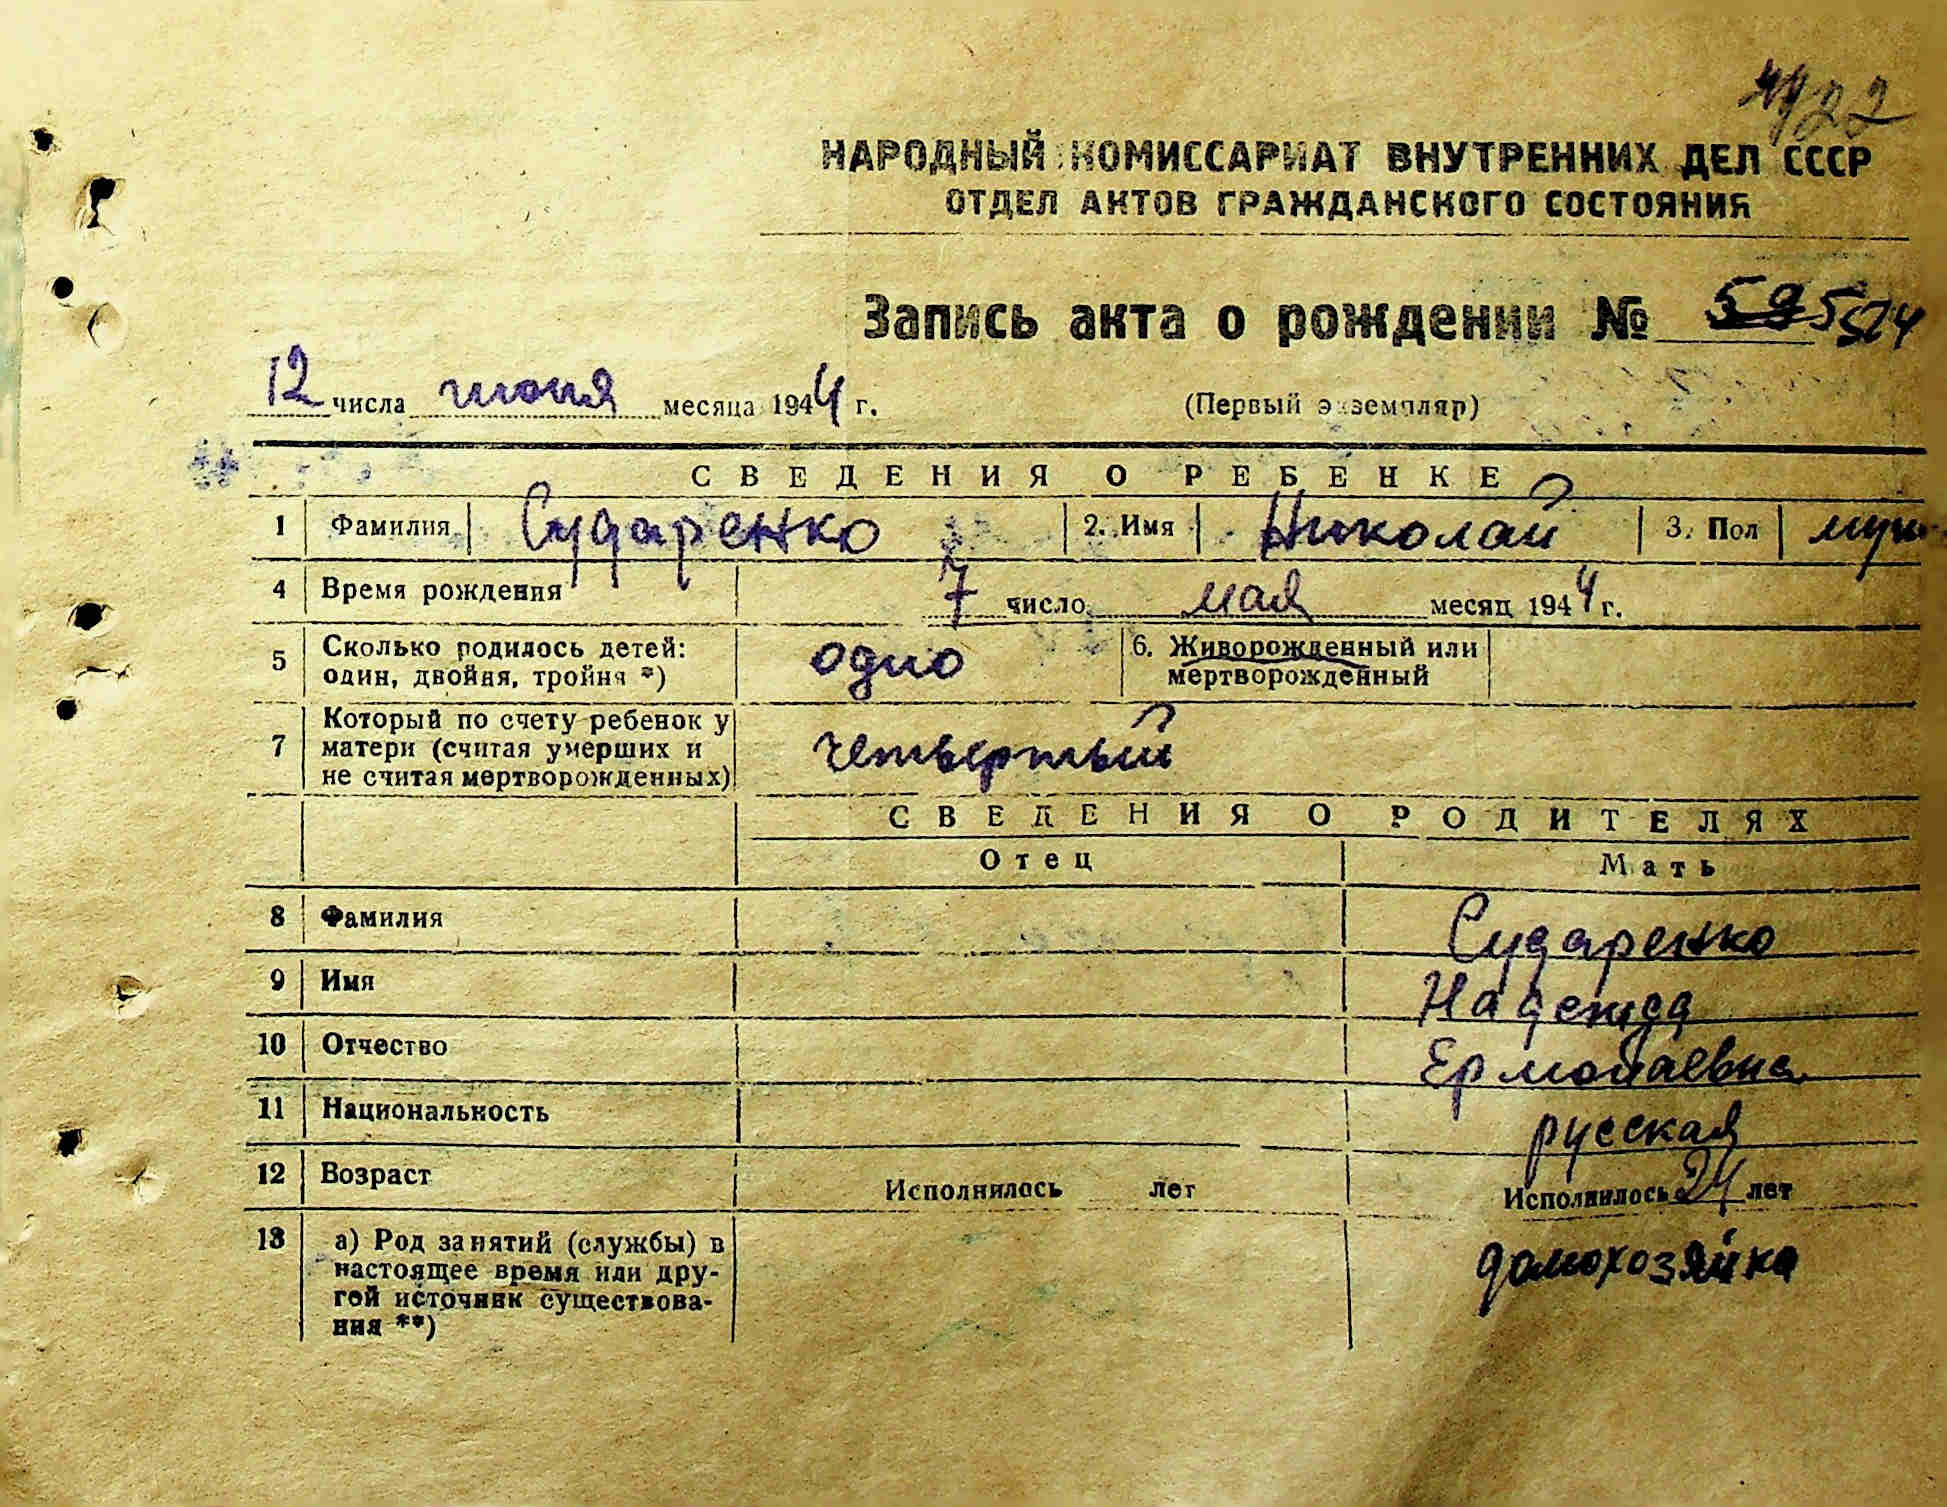 НАРОДНЫЙ КОМИССАРИАТ ВНУТРЕННИХ ДЕЛ СССР
ОТДЕЛ АКТОВ ГРАЖДАНСКОГО СОСТОЯНИЯ
Запись акта о рождении № 595 524
12 числа июня месяца 1944 г. (Первый экземпляр)
СВЕДЕНИЯ О РЕБЕНКЕ
1 Фамилия Сударенко 2. Имя Николай 3. Пол муж
4 Время рождения 7 число мая месяц 1944 г.
5 Сколько родилось детей: один, двойня, тройня *) одно 6. Живорожденный или мертворожденный
7 Который по счету ребенок у матери (считая умерших и не считая мертворожденных) четвертый
СВЕДЕНИЯ О РОДИТЕЛЯХ
Отец Мать
8 Фамилия Сударенко
9 Имя Надежда
10 Отчество Ермолаевна
11 Национальность русская
12 Возраст Исполнилось лет Исполнилось 24 лет
13 а) Род занятий (службы) в настоящее время или другой источник существования **) домохозяйка